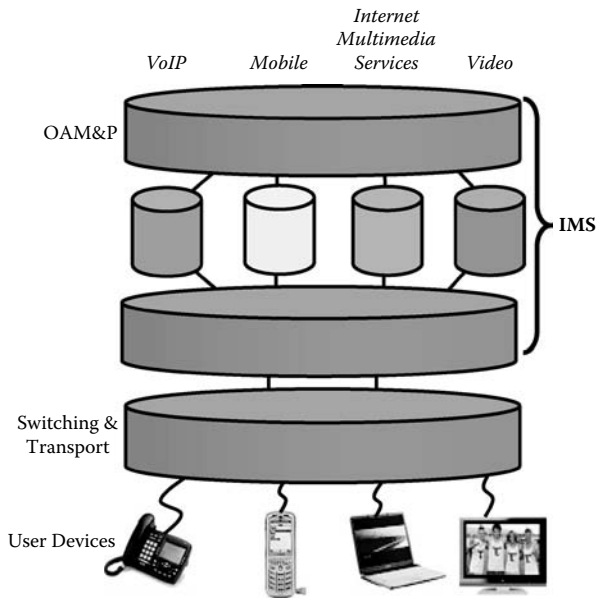 Internet
Multimedia
VoIP Mobile Services Video
OAM&P
IMS
Switching &
Transport
User Devices